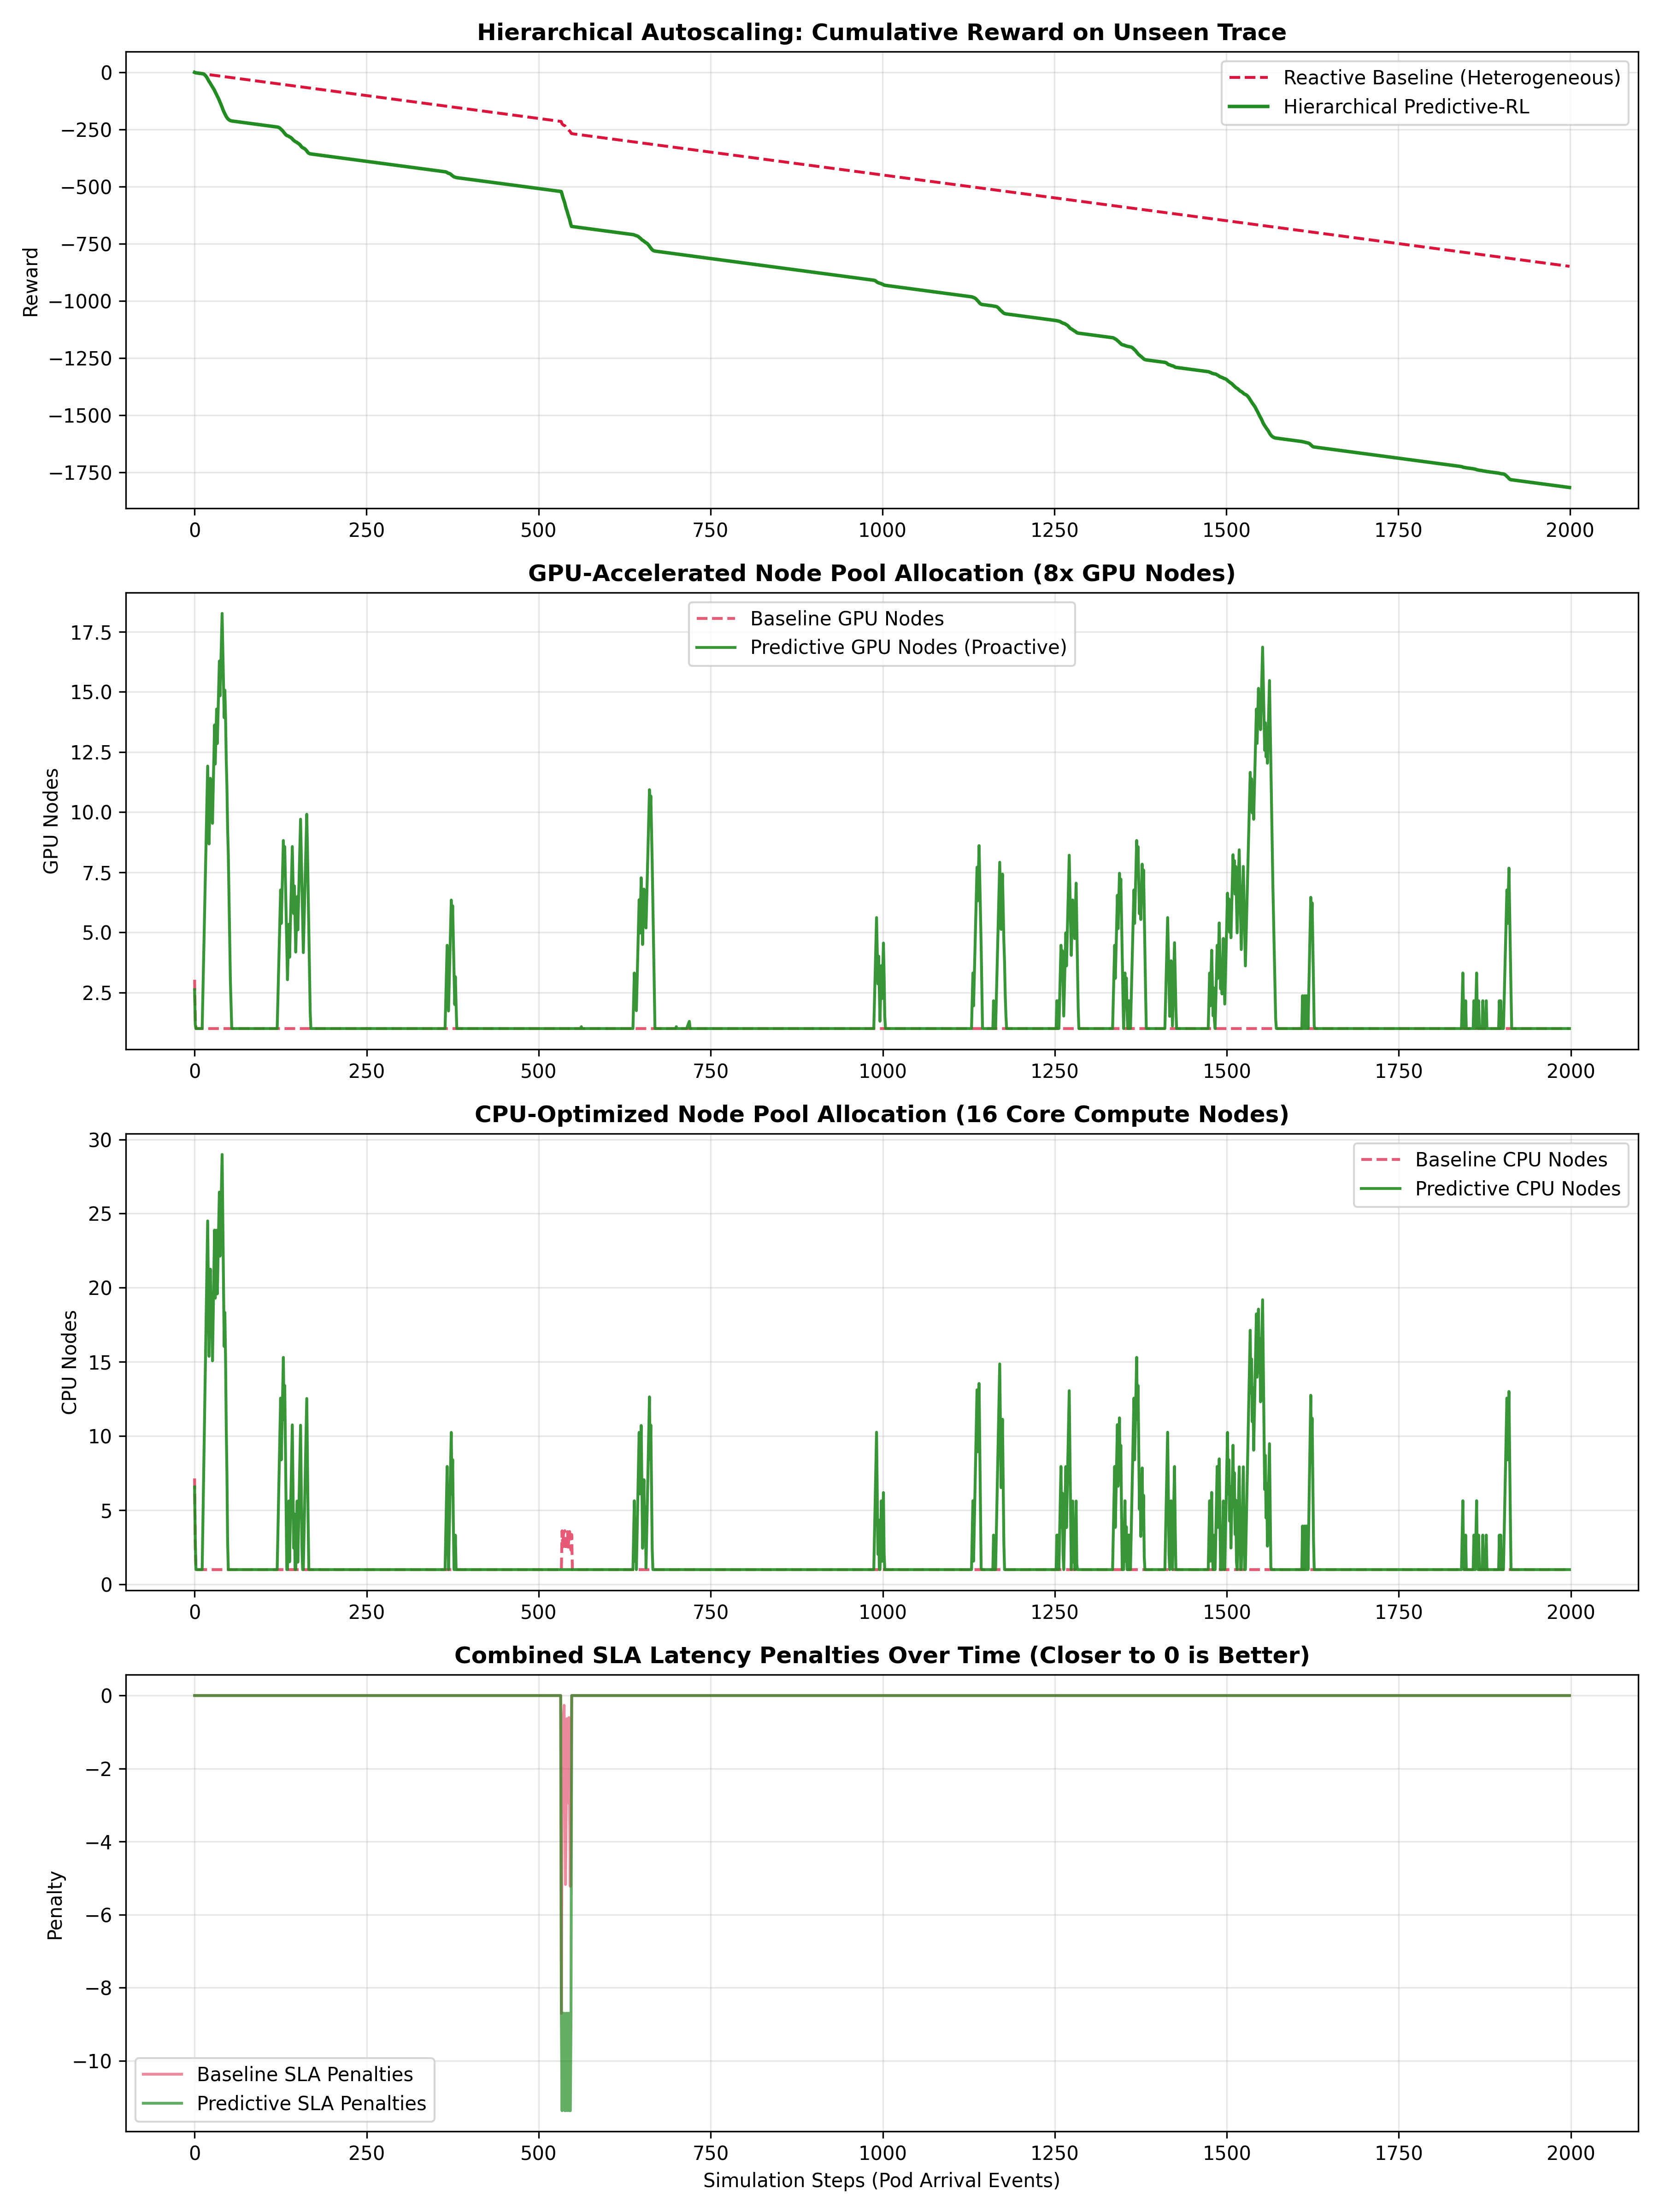 Hierarchical Autoscaling: Cumulative Reward on Unseen Trace
Reward
0
−250
−500
−750
−1000
−1250
−1500
−1750
Reactive Baseline (Heterogeneous)
Hierarchical Predictive-RL
0 250 500 750 1000 1250 1500 1750 2000
GPU-Accelerated Node Pool Allocation (8x GPU Nodes)
GPU Nodes
17.5
15.0
12.5
10.0
7.5
5.0
2.5
Baseline GPU Nodes
Predictive GPU Nodes (Proactive)
0 250 500 750 1000 1250 1500 1750 2000
CPU-Optimized Node Pool Allocation (16 Core Compute Nodes)
CPU Nodes
30
25
20
15
10
5
0
Baseline CPU Nodes
Predictive CPU Nodes
0 250 500 750 1000 1250 1500 1750 2000
Combined SLA Latency Penalties Over Time (Closer to 0 is Better)
Penalty
0
−2
−4
−6
−8
−10
Baseline SLA Penalties
Predictive SLA Penalties
0 250 500 750 1000 1250 1500 1750 2000
Simulation Steps (Pod Arrival Events)